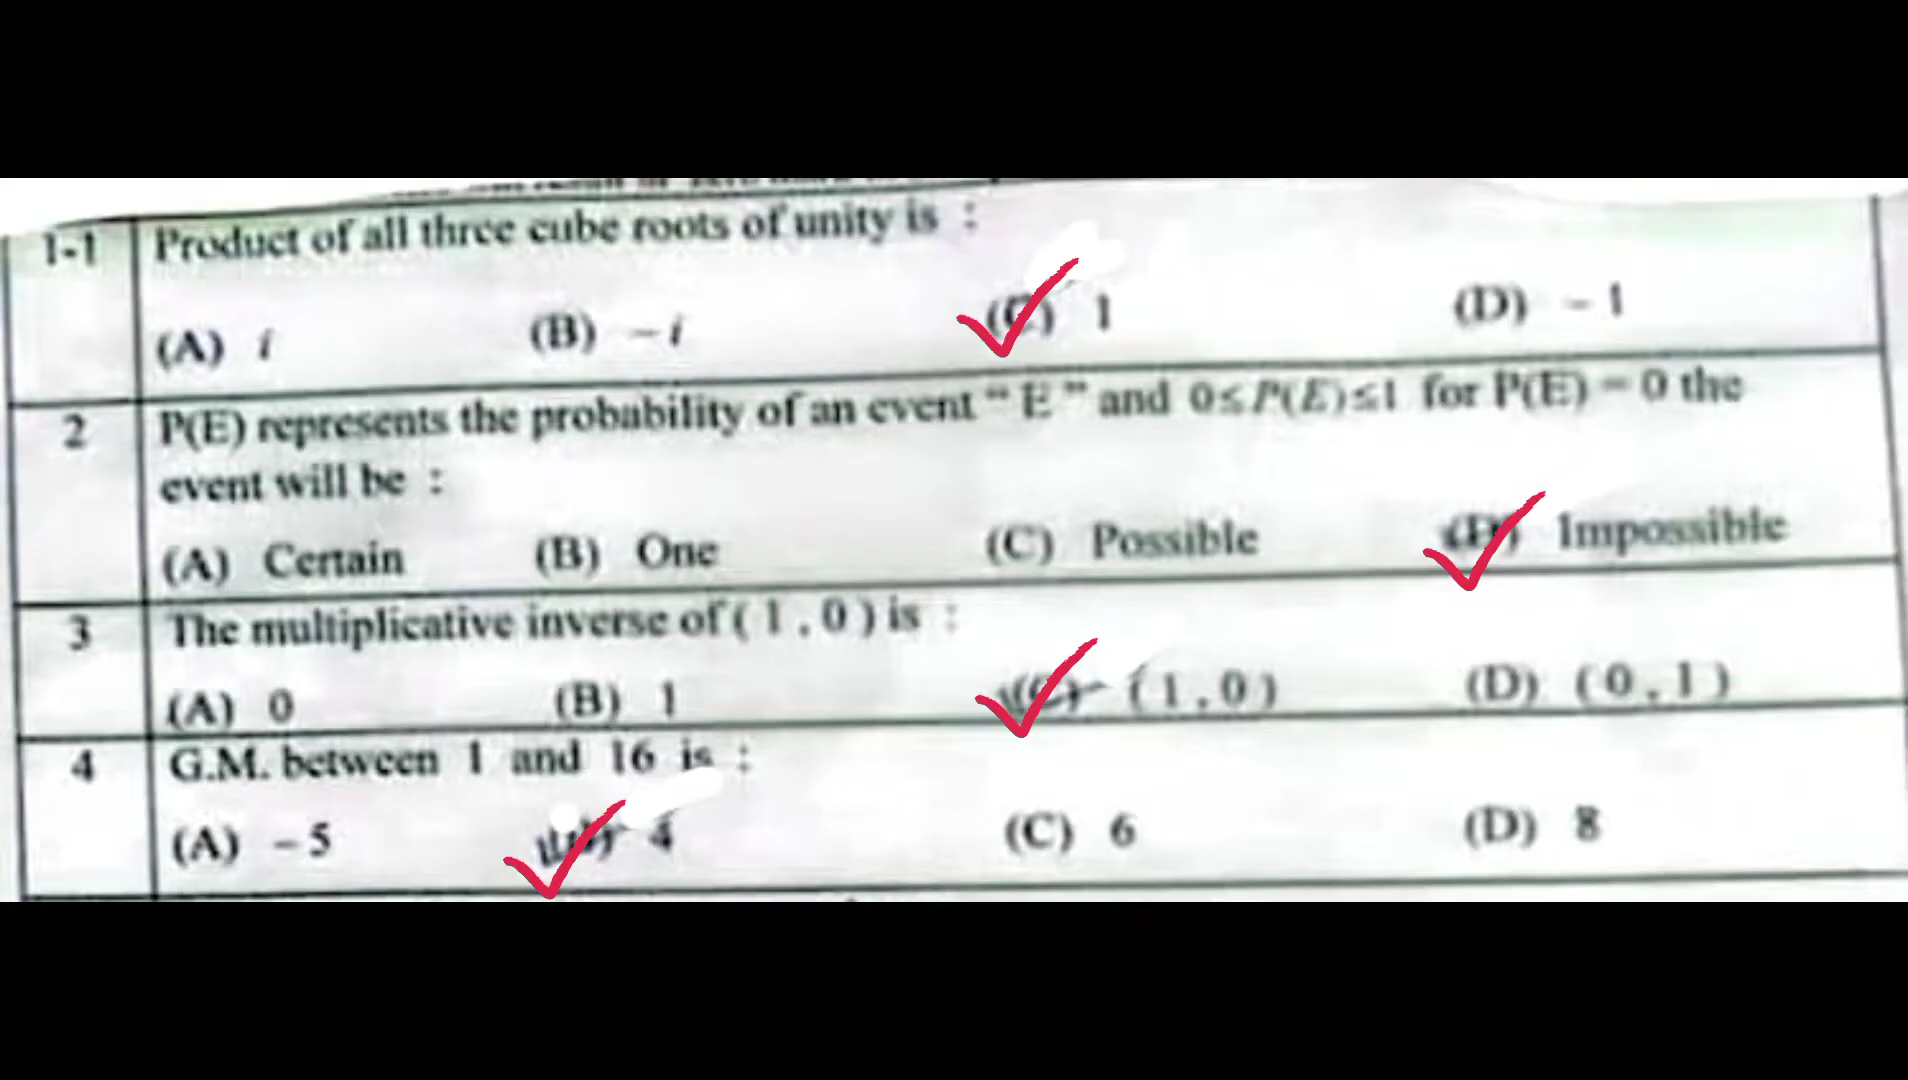 1-1 Product of all three cube roots of unity is :
(A) i (B) – i (C) 1 (D) – 1
2 P(E) represents the probability of an event “ E ” and 0≤P(E)≤1 for P(E) = 0 the
event will be :
(A) Certain (B) One (C) Possible (D) Impossible
3 The multiplicative inverse of ( 1 , 0 ) is :
(A) 0 (B) 1 (C) ( 1 , 0 ) (D) ( 0 , 1 )
4 G.M. between 1 and 16 is :
(A) – 5 (B) 4 (C) 6 (D) 8